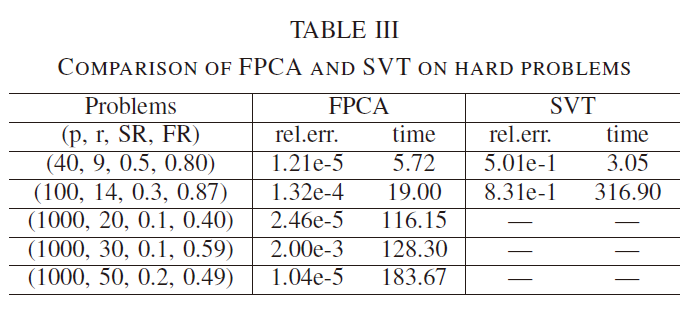 TABLE III
COMPARISON OF FPCA AND SVT ON HARD PROBLEMS
Problems FPCA SVT
(p, r, SR, FR) rel.err. time rel.err. time
(40, 9, 0.5, 0.80) 1.21e-5 5.72 5.01e-1 3.05
(100, 14, 0.3, 0.87) 1.32e-4 19.00 8.31e-1 316.90
(1000, 20, 0.1, 0.40) 2.46e-5 116.15 — —
(1000, 30, 0.1, 0.59) 2.00e-3 128.30 — —
(1000, 50, 0.2, 0.49) 1.04e-5 183.67 — —